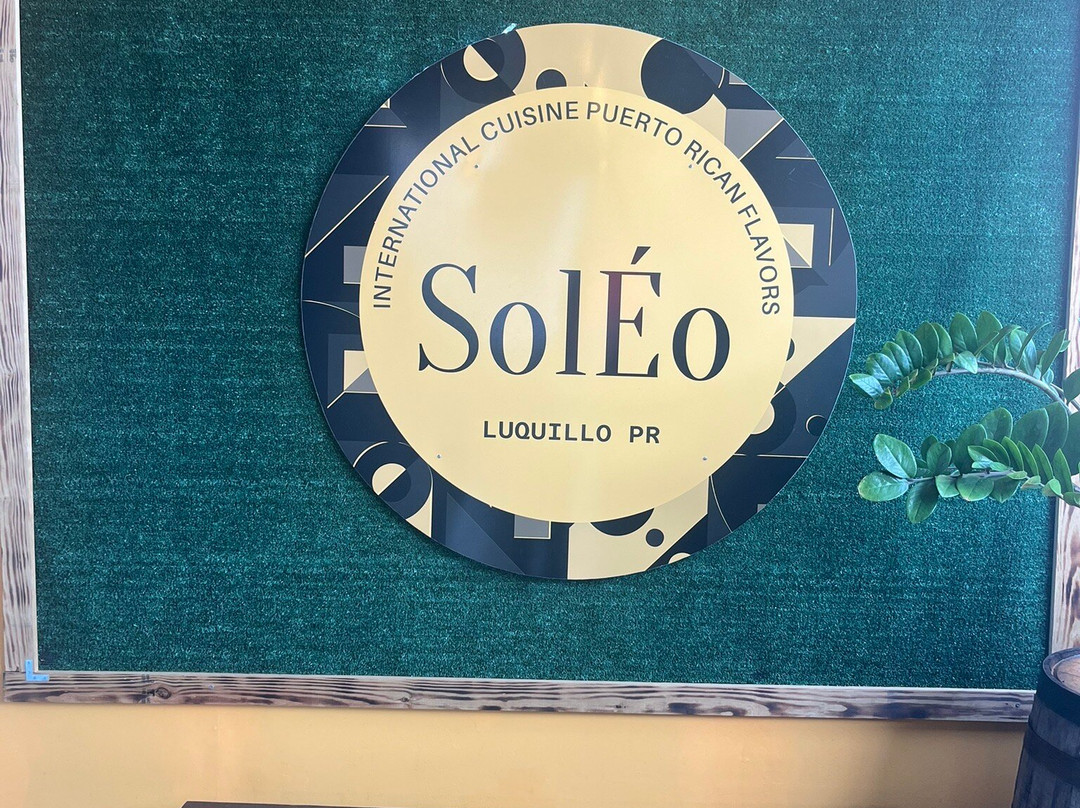 INTERNATIONAL CUISINE PUERTO RICAN FLAVORS
SolÉo
LUQUILLO PR